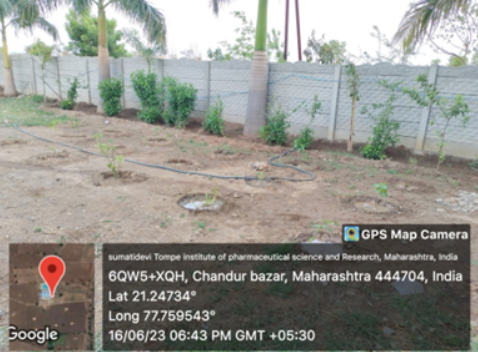 GPS Map Camera
sumatidevi Tompe institute of pharmaceutical science and Research, Maharashtra, India
6QW5+XQH, Chandur bazar, Maharashtra 444704, India
Lat 21.24734°
Long 77.759543°
16/06/23 06:43 PM GMT +05:30
Google